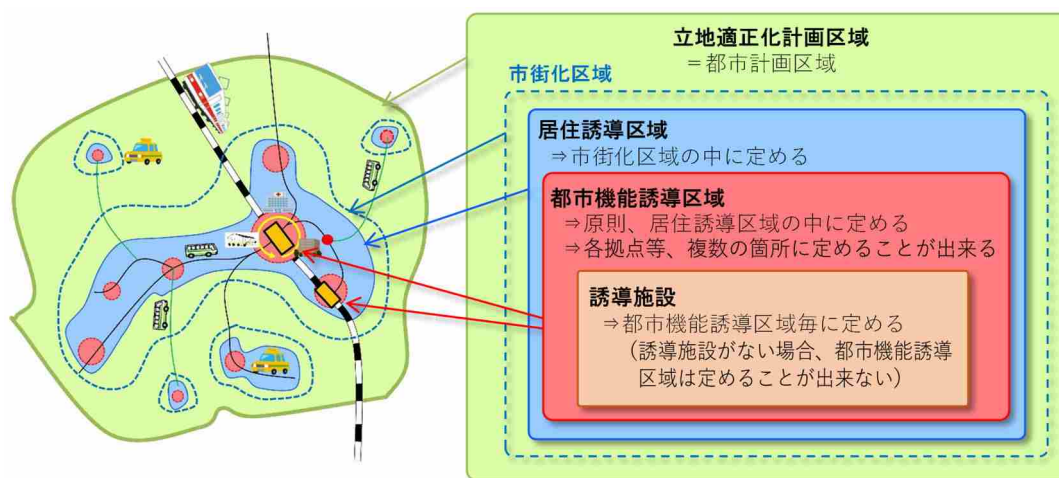 立地適正化計画区域
＝都市計画区域
市街化区域
居住誘導区域
⇒市街化区域の中に定める
都市機能誘導区域
⇒原則、居住誘導区域の中に定める
⇒各拠点等、複数の箇所に定めることが出来る
誘導施設
⇒都市機能誘導区域毎に定める
（誘導施設がない場合、都市機能誘導
区域は定めることが出来ない）